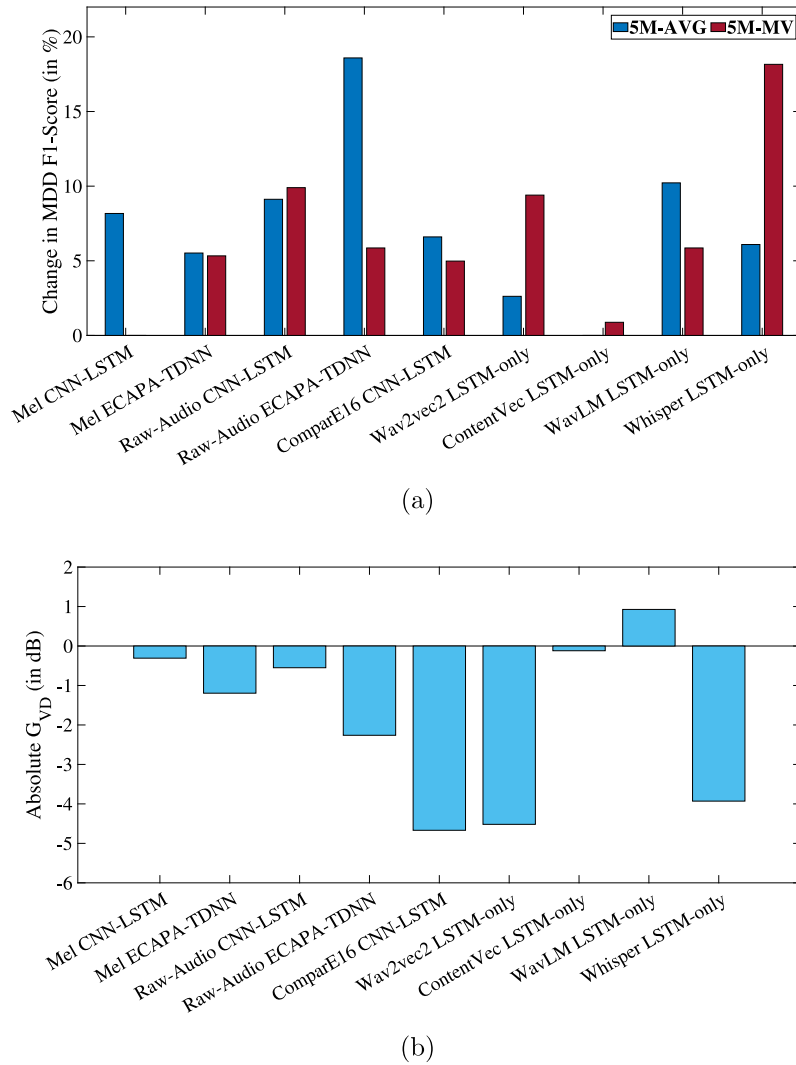 20
15
10
5
0
Change in MDD F1-Score (in %)
5M-AVG 5M-MV
Mel CNN-LSTM
Mel ECAPA-TDNN
Raw-Audio CNN-LSTM
Raw-Audio ECAPA-TDNN
ComparE16 CNN-LSTM
Wav2vec2 LSTM-only
ContentVec LSTM-only
WavLM LSTM-only
Whisper LSTM-only
(a)
2
1
0
-1
-2
-3
-4
-5
-6
Absolute G_VD (in dB)
Mel CNN-LSTM
Mel ECAPA-TDNN
Raw-Audio CNN-LSTM
Raw-Audio ECAPA-TDNN
ComparE16 CNN-LSTM
Wav2vec2 LSTM-only
ContentVec LSTM-only
WavLM LSTM-only
Whisper LSTM-only
(b)